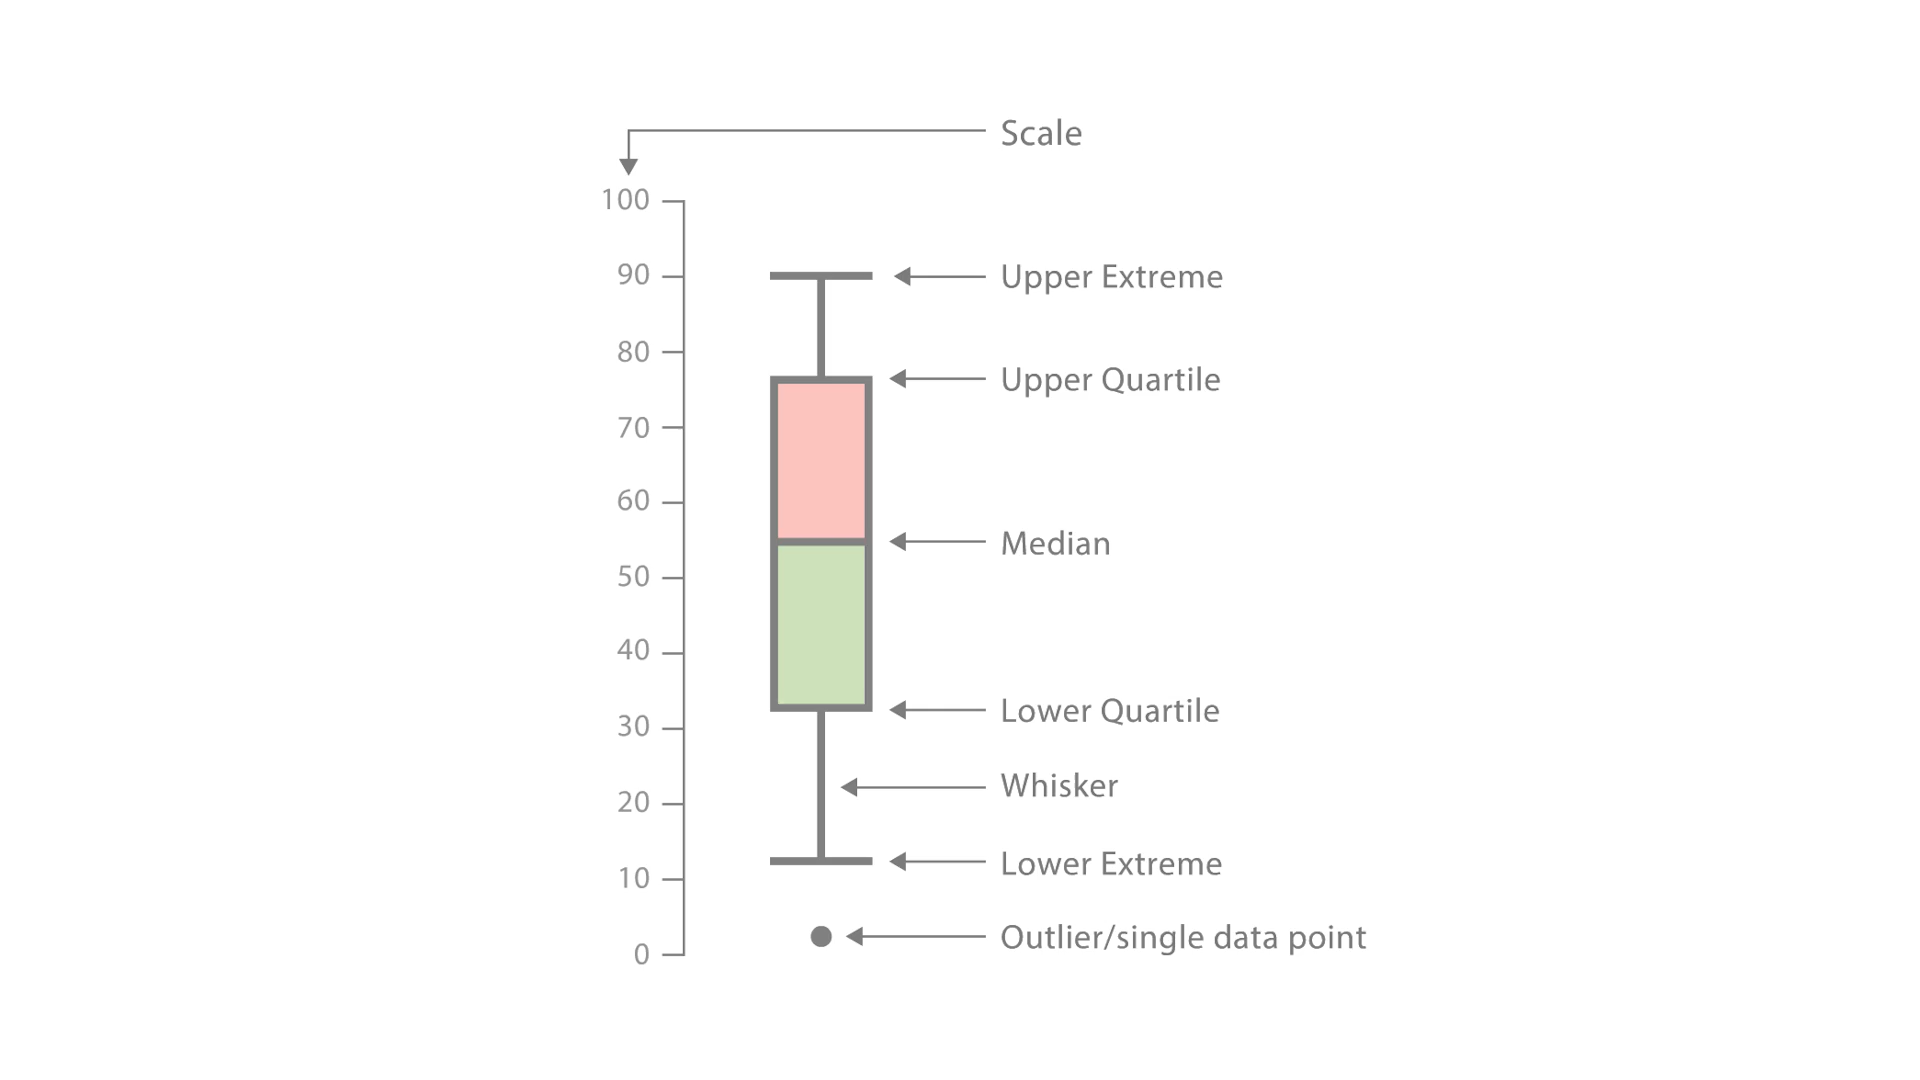 Scale
100
90
Upper Extreme
80
Upper Quartile
70
60
Median
50
40
Lower Quartile
30
Whisker
20
Lower Extreme
10
Outlier/single data point
0